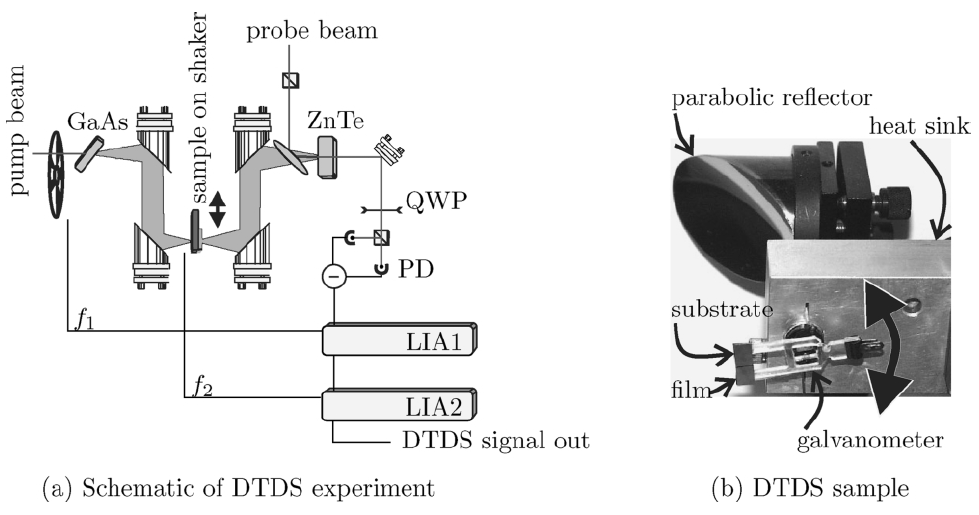 probe beam
pump beam
GaAs
sample on shaker
ZnTe
QWP
PD
f1
LIA1
f2
LIA2
DTDS signal out
(a) Schematic of DTDS experiment
parabolic reflector
heat sink
substrate
film
galvanometer
(b) DTDS sample